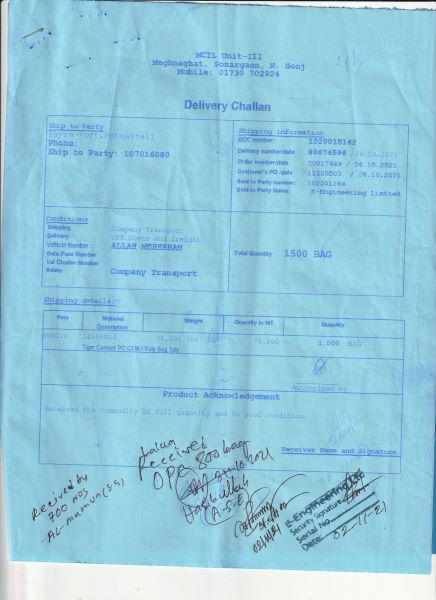 MCIL Unit-III
Meghnaghat, Sonargaon, N. Gonj
Mobile: 01730 702924
Delivery Challan
Ship to Party
Payra Port, Patuakhali
Phone:
Ship to Party: 107016080
Shipping information
DOC number: 1020015142
Delivery number/date 80674596 / 26.10.2021
Order number/date 20017949 / 26.10.2021
Customer's PO /date 11300503 / 26.10.2021
Sold to Party number: 102001268
Sold to Party Name: E-Engineering Limited
Conditions
Shipping Company Transport
Delivery CFR Costs and freight
Vehicle Number: ALLAH MEHERBAN
Gate Pass Number
Vat Challan Number
Route Company Transport
Total Quantity 1500 BAG
Shipping details:
Item Material Description Weight Quantity in MT Quantity
75,000.000 75.000 1,500 BAG
Tiger Cement PC CEM-/ Poly Bag 1ply
Authorized by
Product Acknowledgement
Received the commodity in full quantity and in good condition.
Receiver Name and Signature
Received
OPC 800 bag
Received by
700 nos
AL-Mamun (SS)
(A.S.E)
E-Engineering Ltd
Security Signature
Serial No
Date: 02-11-21